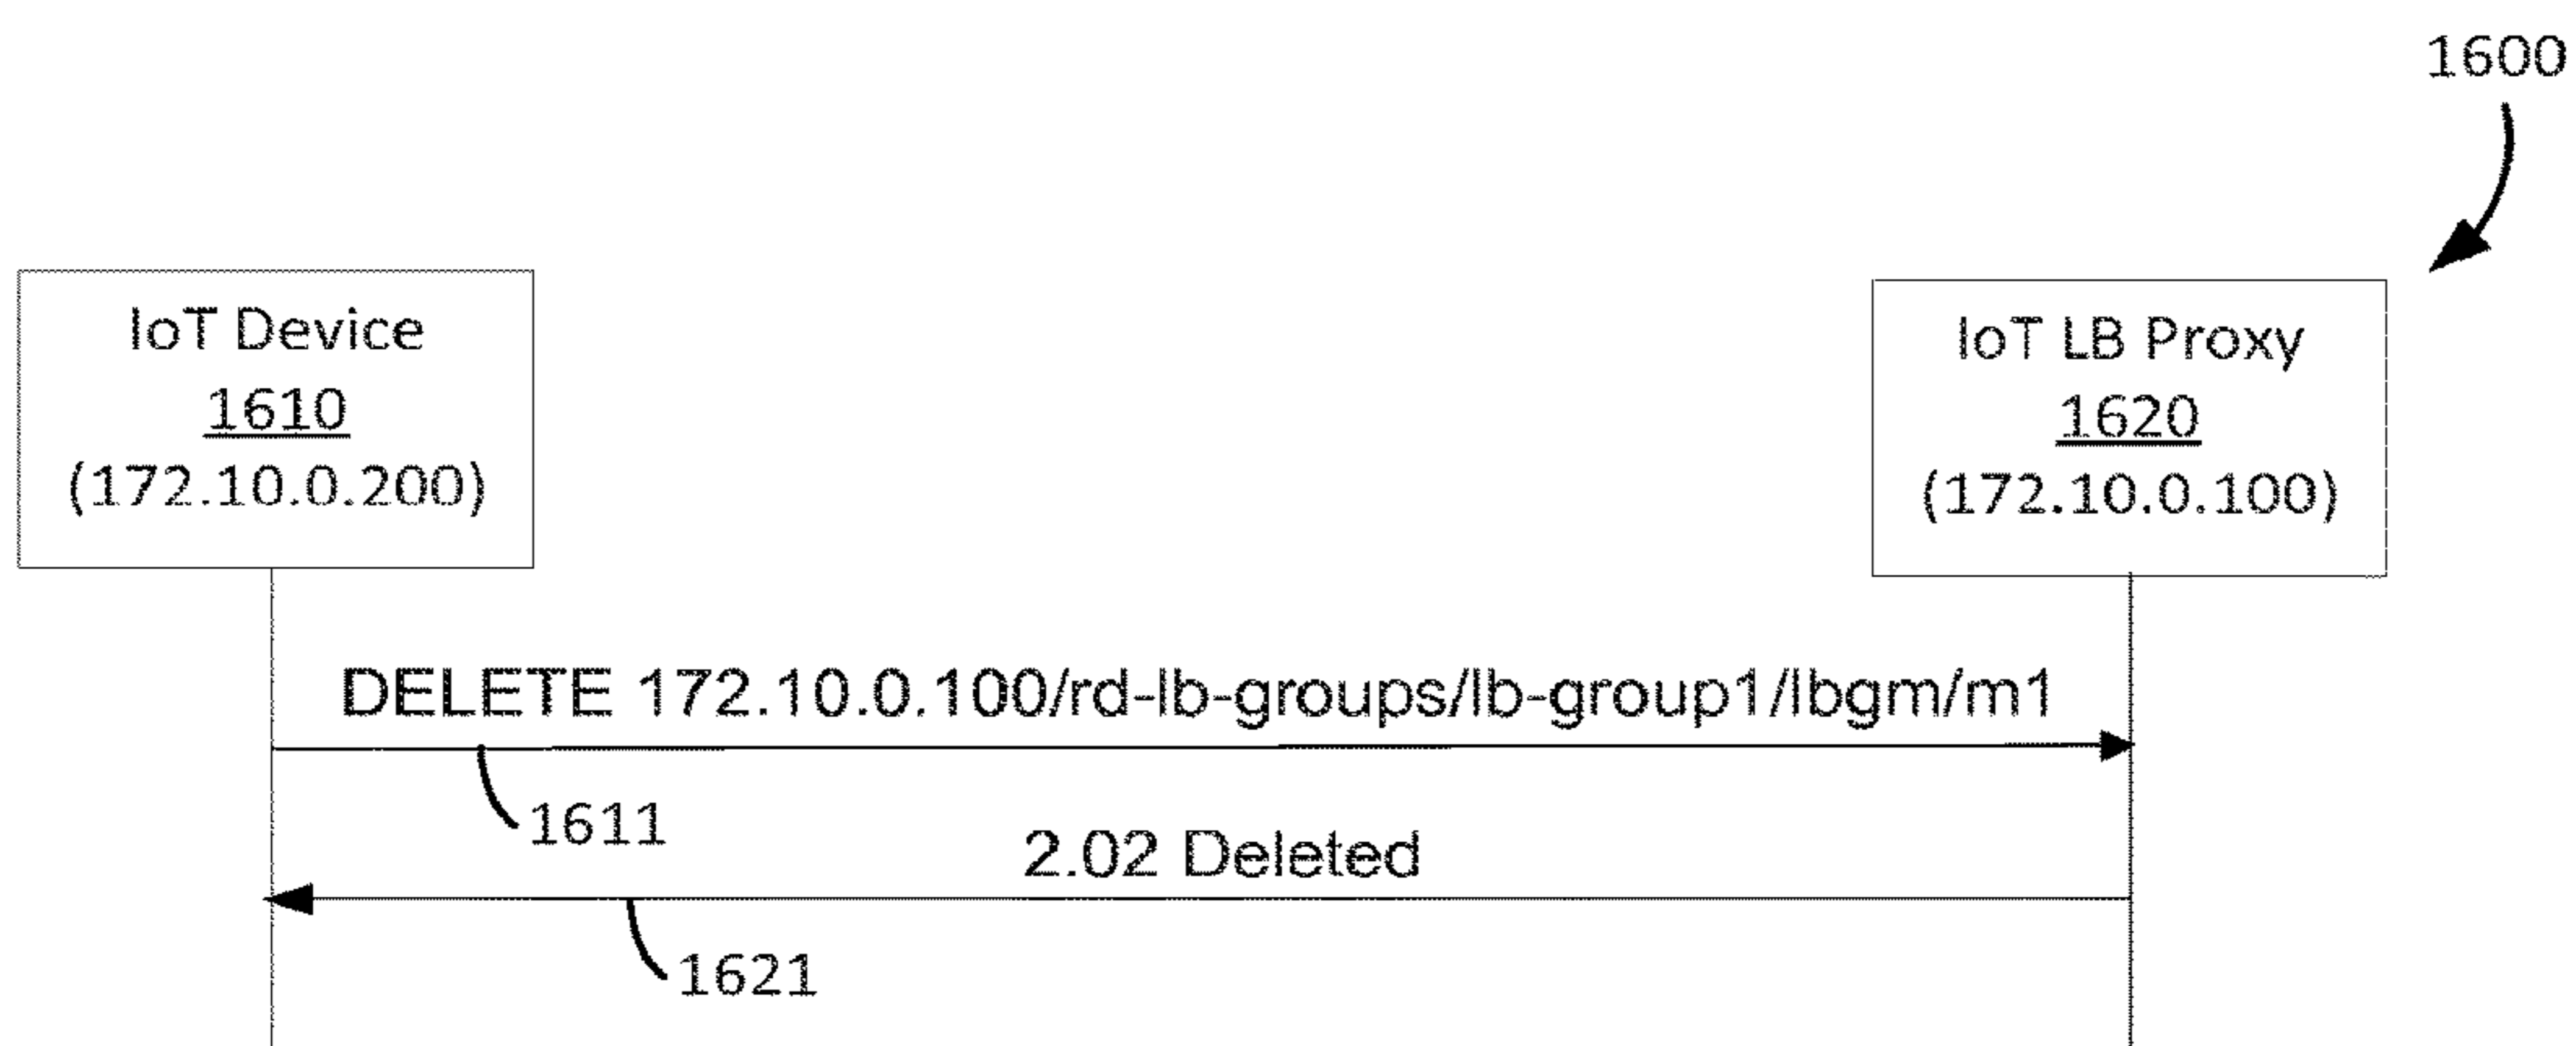 1600
IoT Device
1610
(172.10.0.200)
IoT LB Proxy
1620
(172.10.0.100)
DELETE 172.10.0.100/rd-lb-groups/lb-group1/lbgm/m1
1611
2.02 Deleted
1621